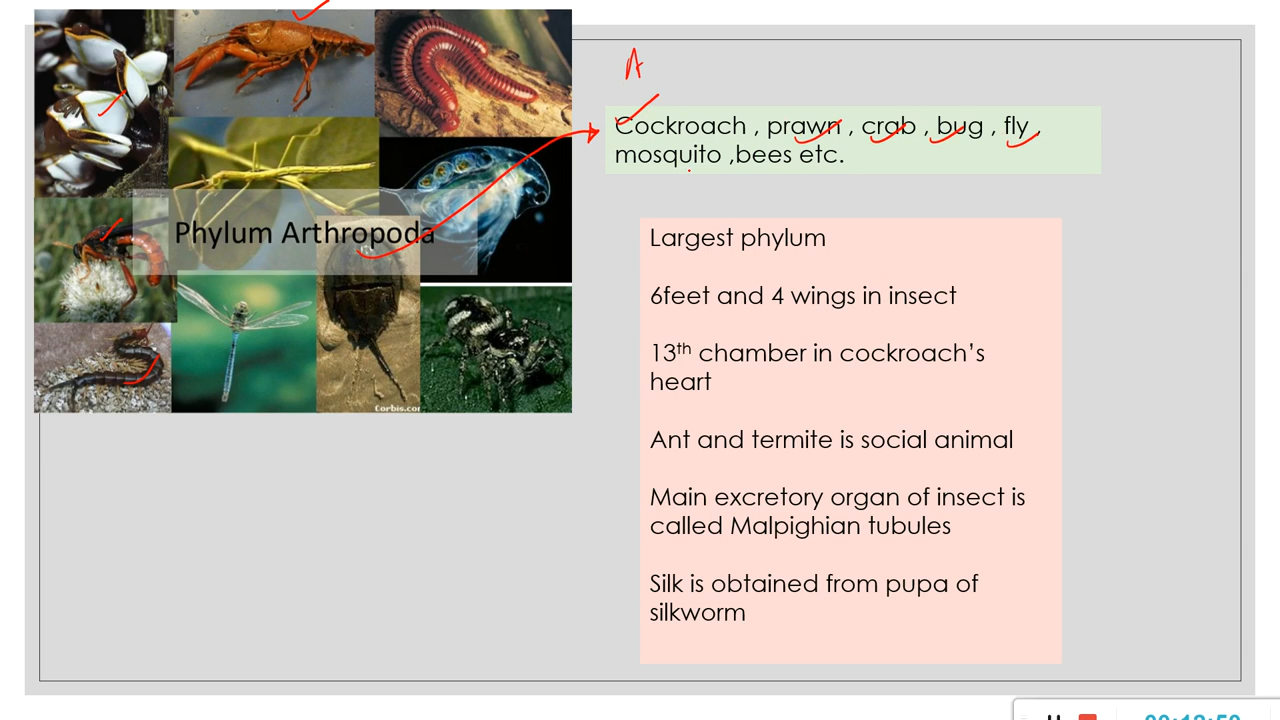 A
Cockroach , prawn , crab , bug , fly ,
mosquito ,bees etc.
Phylum Arthropoda
Largest phylum
6feet and 4 wings in insect
13th chamber in cockroach's
heart
Ant and termite is social animal
Main excretory organ of insect is
called Malpighian tubules
Silk is obtained from pupa of
silkworm
Corbis.com